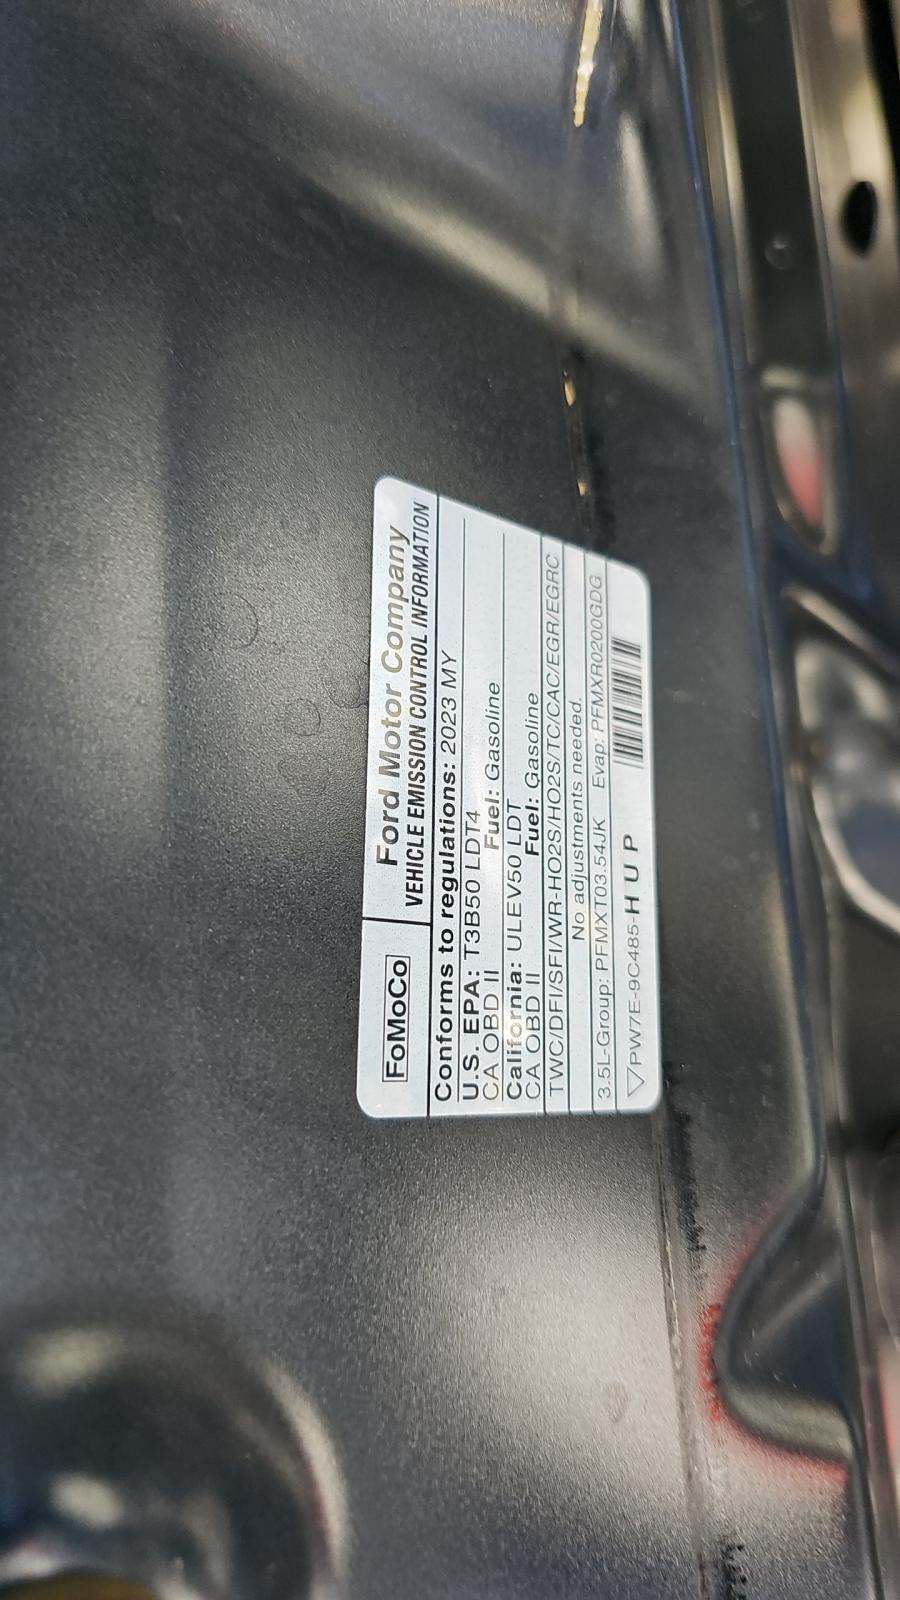 FoMoCo
Ford Motor Company
VEHICLE EMISSION CONTROL INFORMATION
Conforms to regulations: 2023 MY
U.S. EPA: T3B50 LDT4
CA OBD II Fuel: Gasoline
California: ULEV50 LDT
CA OBD II Fuel: Gasoline
TWC/DFI/SFI/WR-HO2S/HO2S/TC/CAC/EGR/EGRC
No adjustments needed.
3.5L-Group: PFMXT03.54JK Evap: PFMXR0200GDG
PW7E-9C485-HUP